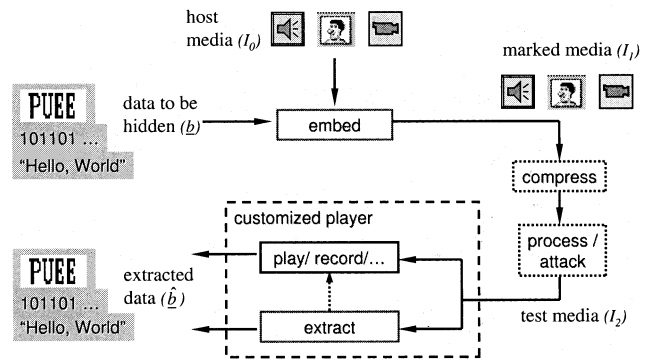 host
media (I₀)
marked media (I₁)
PUEE
101101 ...
“Hello, World”
data to be
hidden (b)
embed
compress
process /
attack
customized player
play/ record/...
extract
PUEE
101101 ...
“Hello, World”
extracted
data (b̂)
test media (I₂)